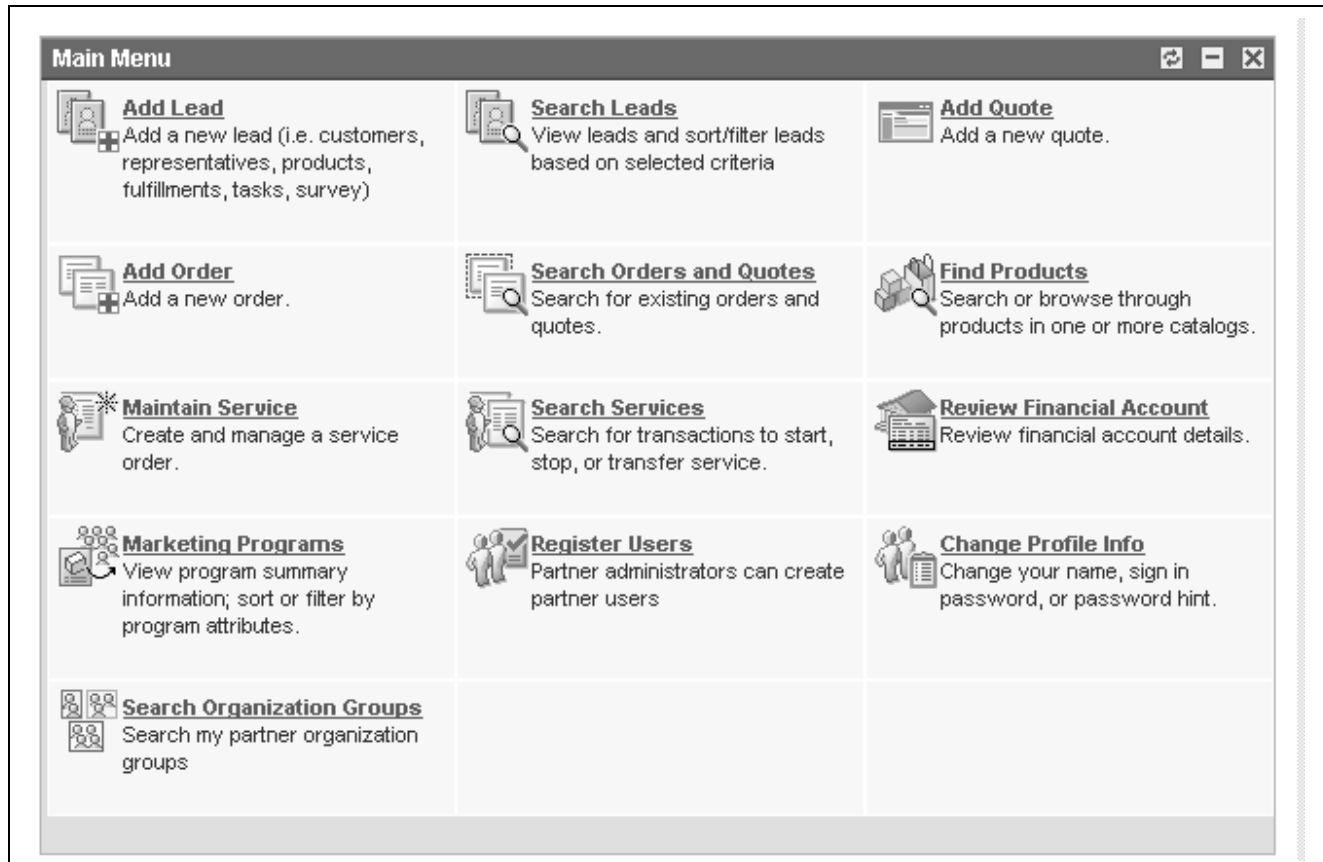 Main Menu
Add Lead
Add a new lead (i.e. customers,
representatives, products,
fulfillments, tasks, survey)
Search Leads
View leads and sort/filter leads
based on selected criteria
Add Quote
Add a new quote.
Add Order
Add a new order.
Search Orders and Quotes
Search for existing orders and
quotes.
Find Products
Search or browse through
products in one or more catalogs.
Maintain Service
Create and manage a service
order.
Search Services
Search for transactions to start,
stop, or transfer service.
Review Financial Account
Review financial account details.
Marketing Programs
View program summary
information; sort or filter by
program attributes.
Register Users
Partner administrators can create
partner users
Change Profile Info
Change your name, sign in
password, or password hint.
Search Organization Groups
Search my partner organization
groups